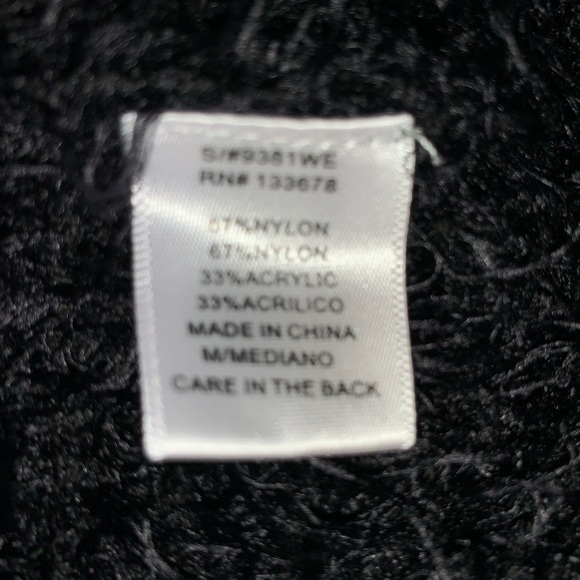 S/#9381WE
RN# 133678
67%NYLON
67%NYLON
33%ACRYLIC
33%ACRILICO
MADE IN CHINA
M/MEDIANO
CARE IN THE BACK